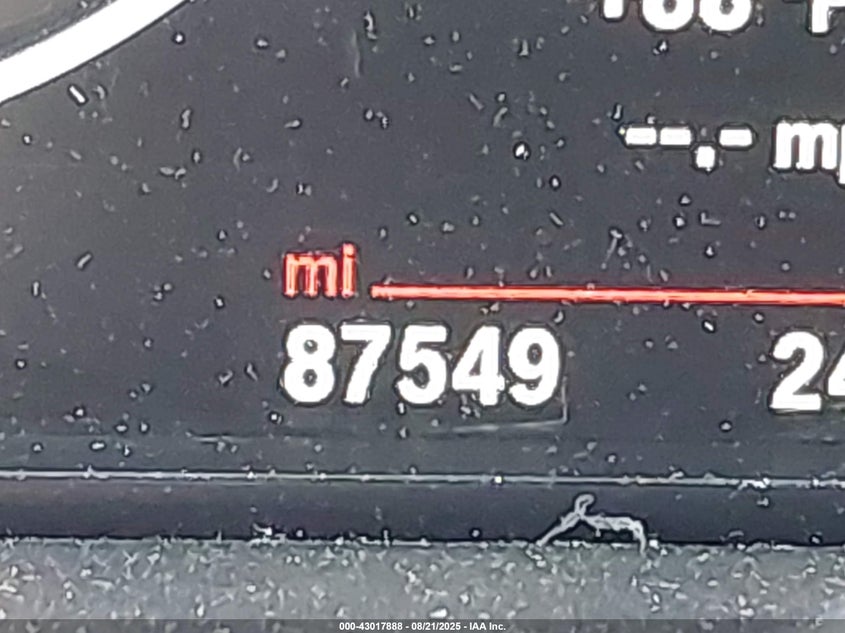 --.- 
mi
87549
000-43017888 - 08/21/2025 - IAA Inc.